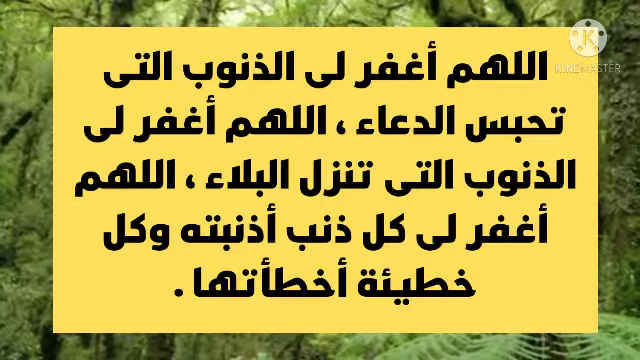 KINEMASTER
اللهم أغفر لى الذنوب التى
تحبس الدعاء ، اللهم أغفر لى
الذنوب التى تنزل البلاء ، اللهم
أغفر لى كل ذنب أذنبته وكل
خطيئة أخطأتها .